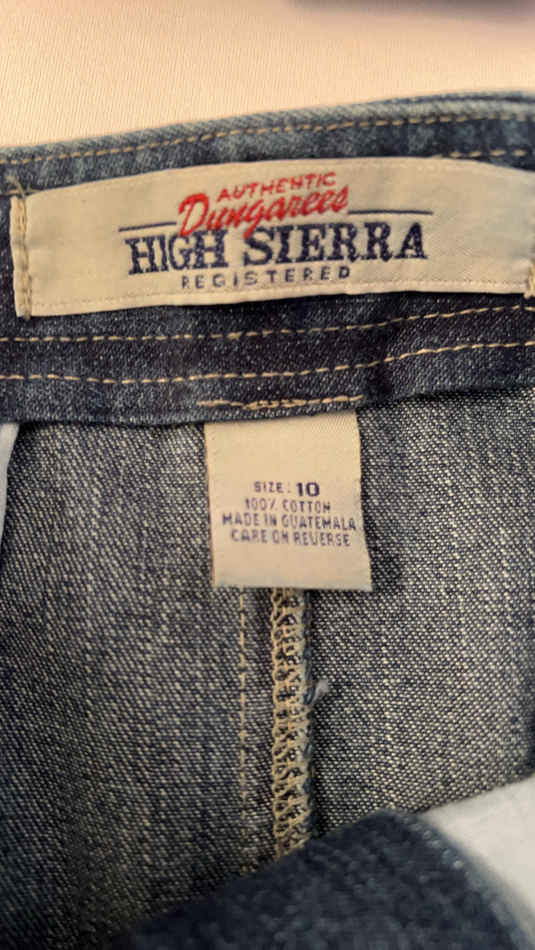 AUTHENTIC
Dungarees
HIGH SIERRA
REGISTERED
SIZE: 10
100% COTTON
MADE IN GUATEMALA
CARE ON REVERSE